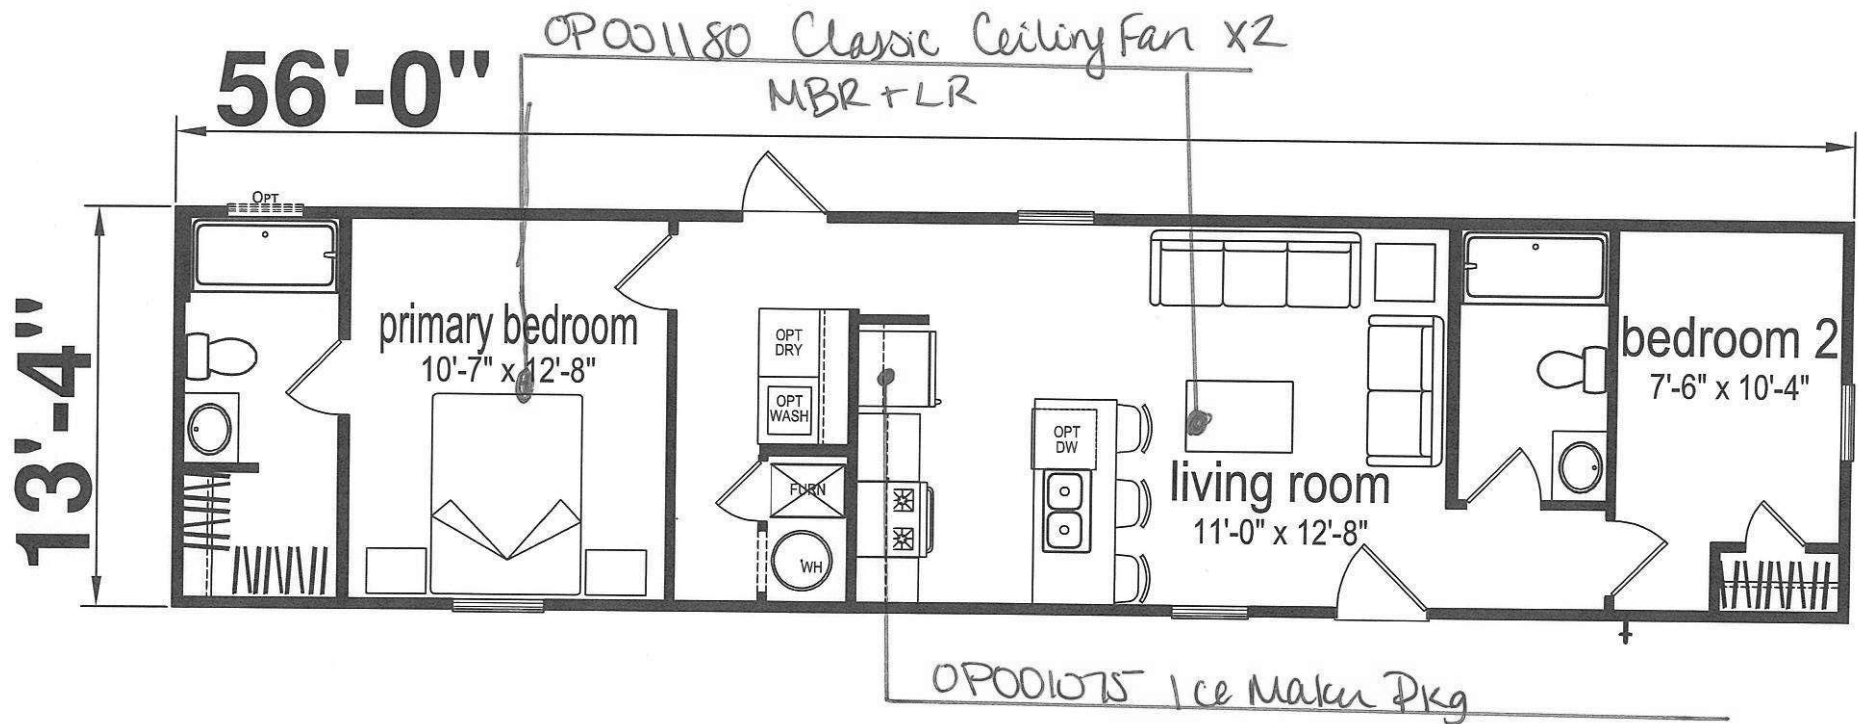 OP001180 Classic Ceiling Fan x2
MBR + LR
56'-0"
13'-4"
OPT
primary bedroom
10'-7" x 12'-8"
OPT
DRY
OPT
WASH
FURN
WH
OPT
DW
living room
11'-0" x 12'-8"
bedroom 2
7'-6" x 10'-4"
OP001075 Ice Maker Pkg